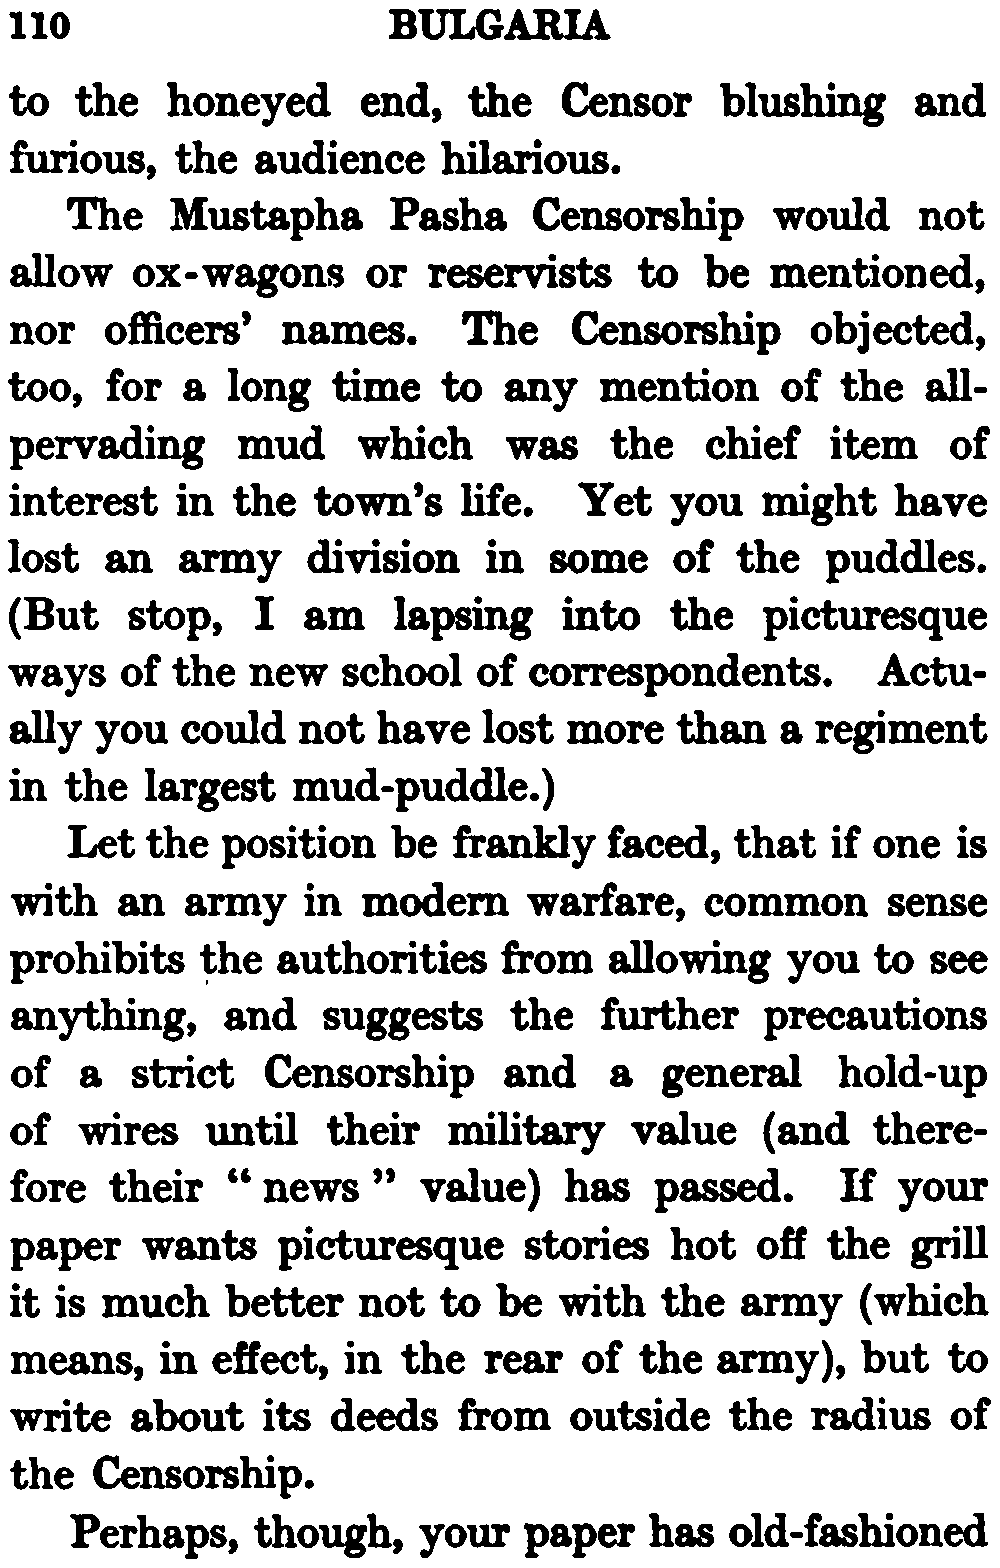 110 BULGARIA
to the honeyed end, the Censor blushing and
furious, the audience hilarious.
The Mustapha Pasha Censorship would not
allow ox-wagons or reservists to be mentioned,
nor officers' names. The Censorship objected,
too, for a long time to any mention of the all-
pervading mud which was the chief item of
interest in the town's life. Yet you might have
lost an army division in some of the puddles.
(But stop, I am lapsing into the picturesque
ways of the new school of correspondents. Actu-
ally you could not have lost more than a regiment
in the largest mud-puddle.)
Let the position be frankly faced, that if one is
with an army in modern warfare, common sense
prohibits the authorities from allowing you to see
anything, and suggests the further precautions
of a strict Censorship and a general hold-up
of wires until their military value (and there-
fore their “ news ” value) has passed. If your
paper wants picturesque stories hot off the grill
it is much better not to be with the army (which
means, in effect, in the rear of the army), but to
write about its deeds from outside the radius of
the Censorship.
Perhaps, though, your paper has old-fashioned